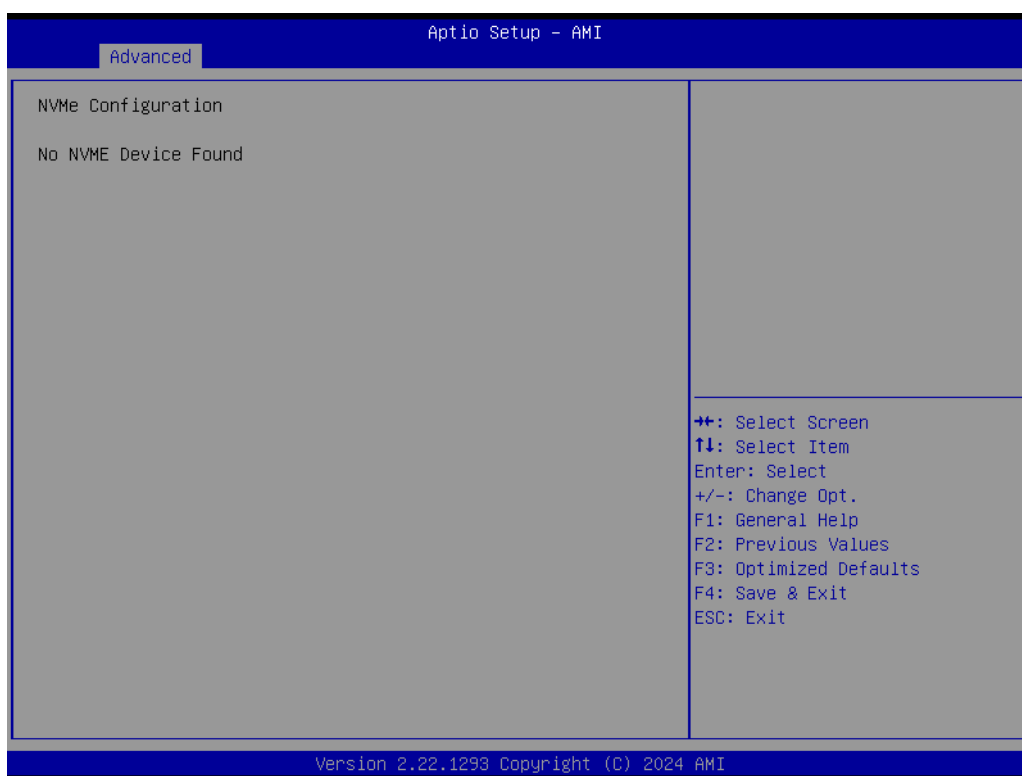 Aptio Setup – AMI
Advanced
NVMe Configuration
No NVME Device Found
→←: Select Screen
↑↓: Select Item
Enter: Select
+/-: Change Opt.
F1: General Help
F2: Previous Values
F3: Optimized Defaults
F4: Save & Exit
ESC: Exit
Version 2.22.1293 Copyright (C) 2024 AMI